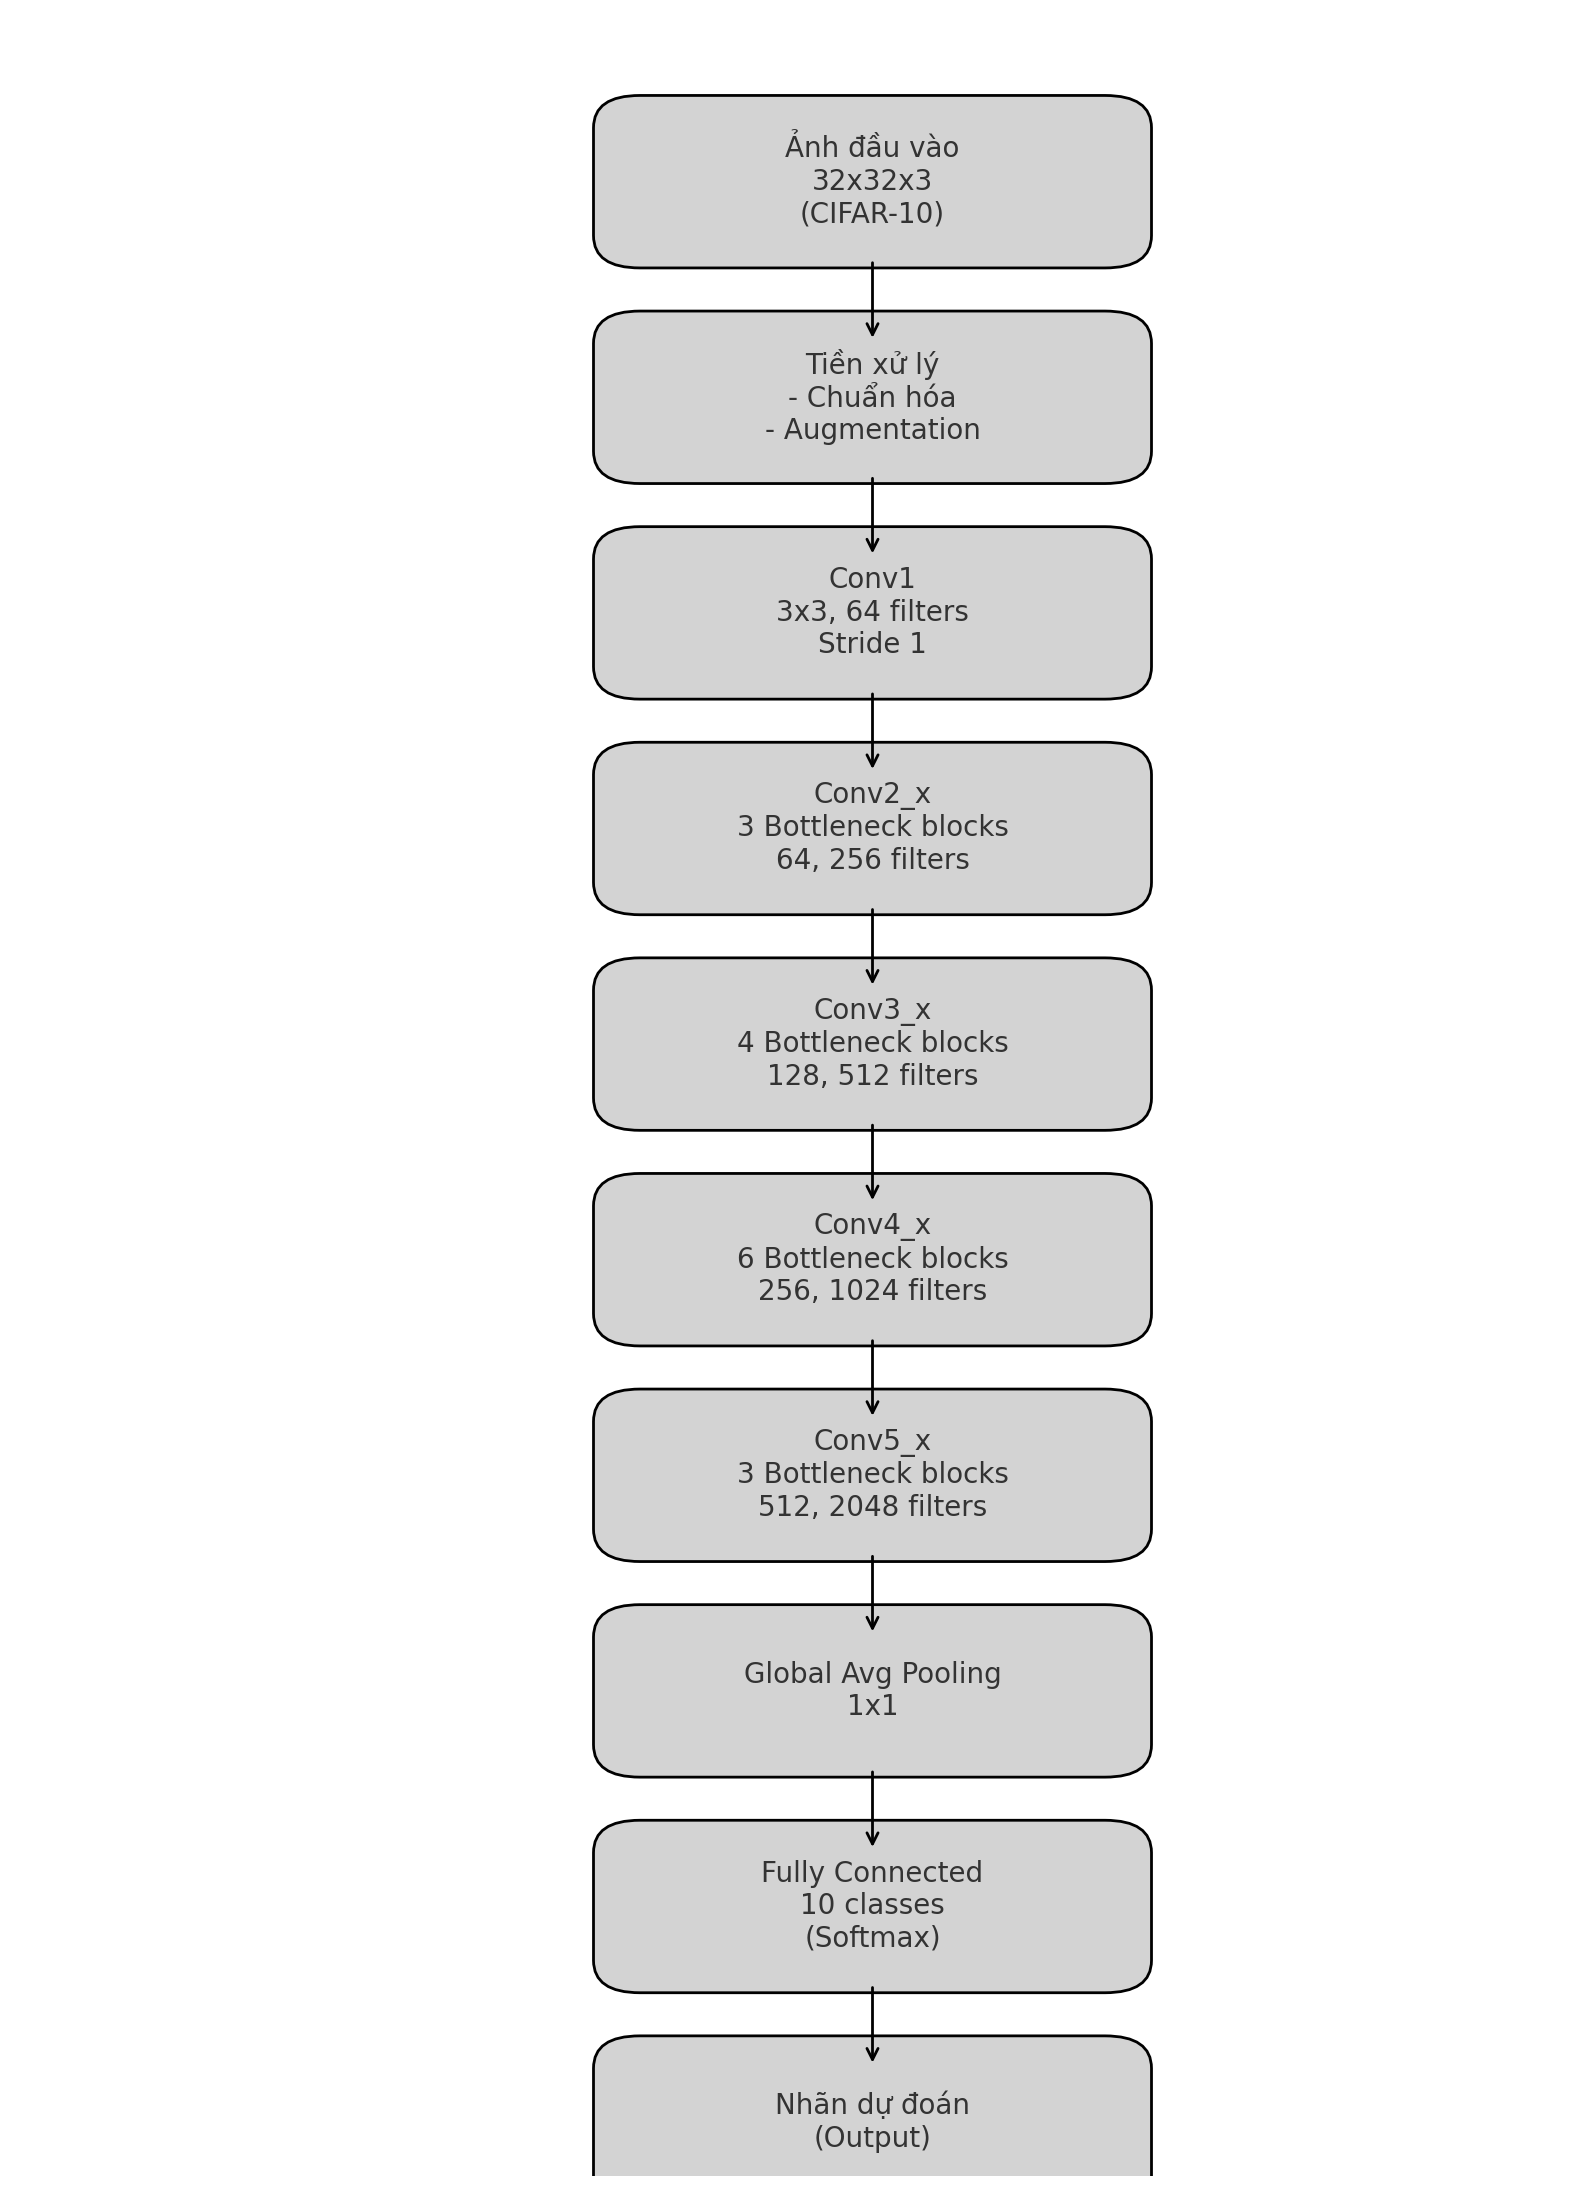 Ảnh đầu vào
32x32x3
(CIFAR-10)
Tiền xử lý
- Chuẩn hóa
- Augmentation
Conv1
3x3, 64 filters
Stride 1
Conv2_x
3 Bottleneck blocks
64, 256 filters
Conv3_x
4 Bottleneck blocks
128, 512 filters
Conv4_x
6 Bottleneck blocks
256, 1024 filters
Conv5_x
3 Bottleneck blocks
512, 2048 filters
Global Avg Pooling
1x1
Fully Connected
10 classes
(Softmax)
Nhãn dự đoán
(Output)